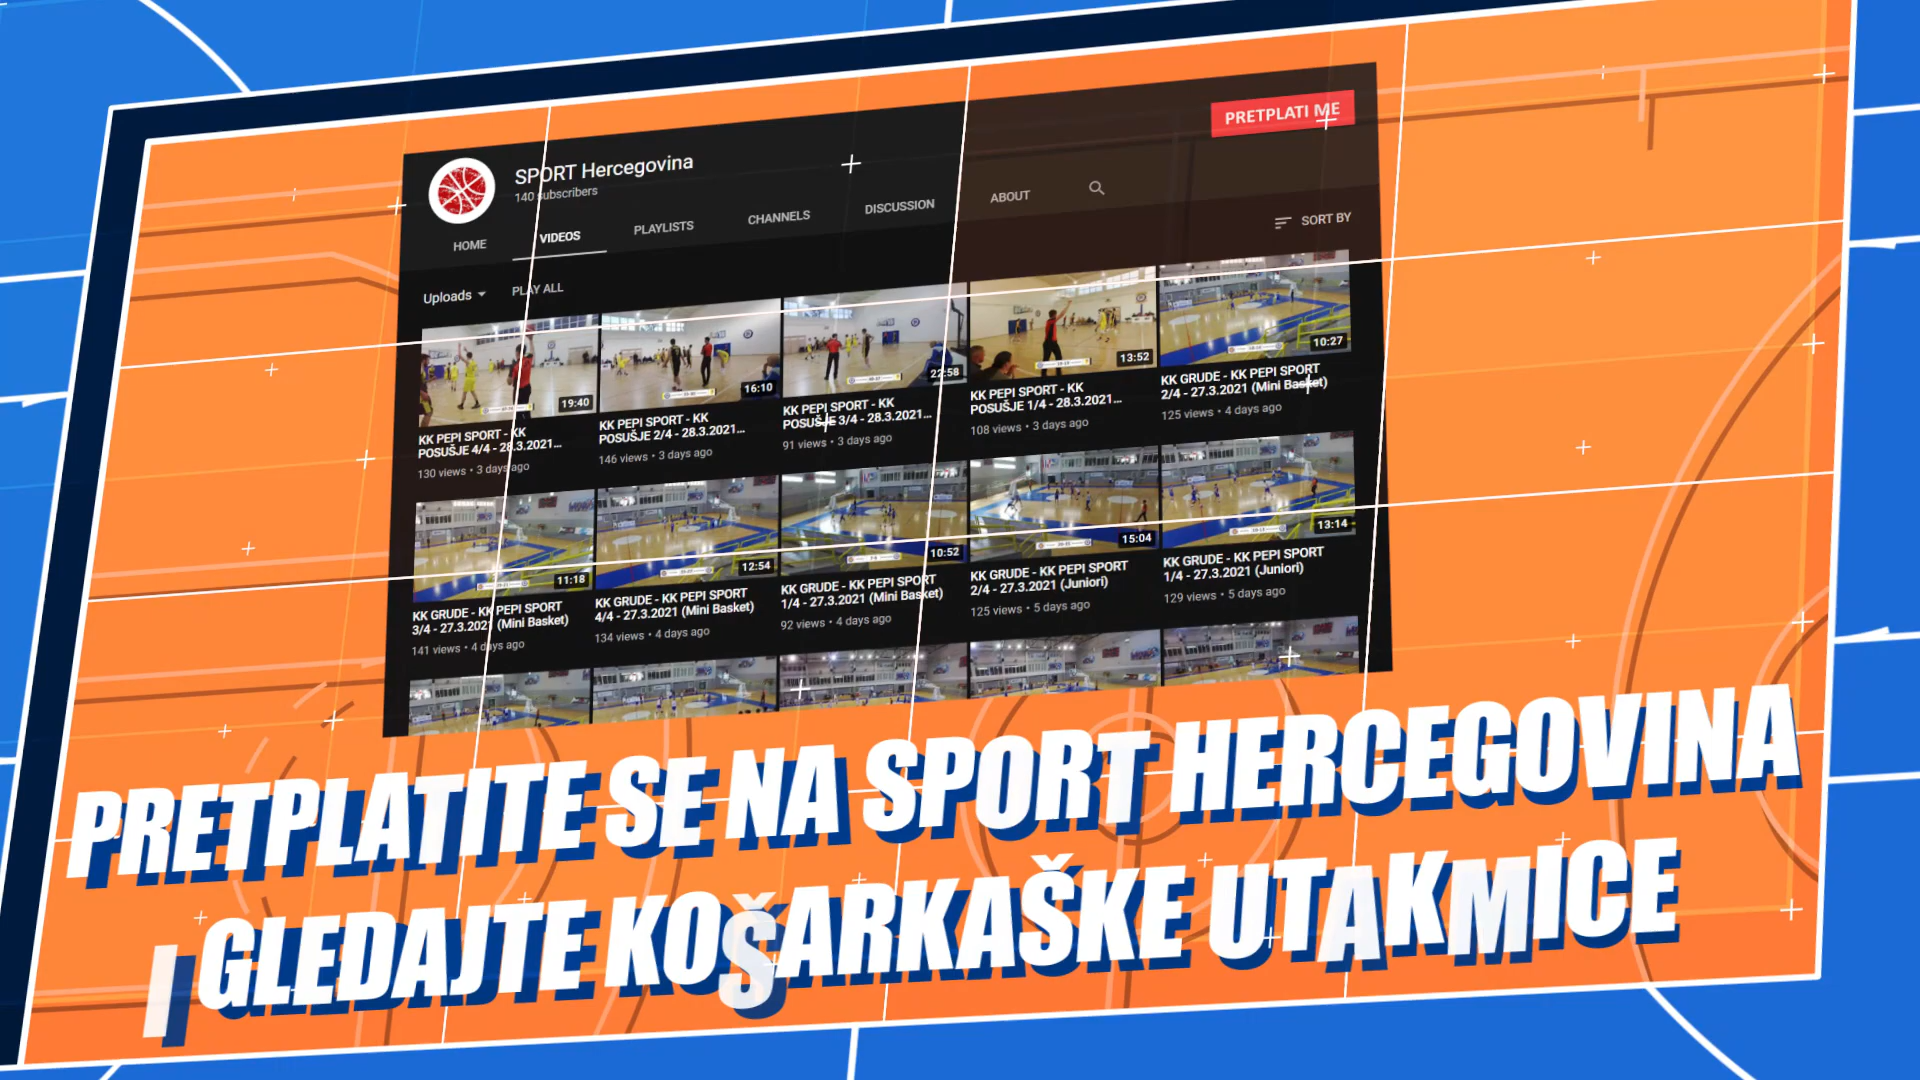 SPORT Hercegovina
140 subscribers
PRETPLATI ME
HOME
VIDEOS
PLAYLISTS
CHANNELS
DISCUSSION
ABOUT
Uploads
PLAY ALL
SORT BY
19:40
KK PEPI SPORT - KK
POSUŠJE 4/4 - 28.3.2021...
130 views • 3 days ago
16:10
KK PEPI SPORT - KK
POSUŠJE 2/4 - 28.3.2021...
146 views • 3 days ago
22:58
KK PEPI SPORT - KK
POSUŠJE 3/4 - 28.3.2021...
91 views • 3 days ago
13:52
KK PEPI SPORT - KK
POSUŠJE 1/4 - 28.3.2021...
108 views • 3 days ago
10:27
KK GRUDE - KK PEPI SPORT
2/4 - 27.3.2021 (Mini Basket)
125 views • 4 days ago
11:18
KK GRUDE - KK PEPI SPORT
3/4 - 27.3.2021 (Mini Basket)
141 views • 4 days ago
12:54
KK GRUDE - KK PEPI SPORT
4/4 - 27.3.2021 (Mini Basket)
134 views • 4 days ago
10:52
KK GRUDE - KK PEPI SPORT
1/4 - 27.3.2021 (Mini Basket)
92 views • 4 days ago
15:04
KK GRUDE - KK PEPI SPORT
2/4 - 27.3.2021 (Juniori)
125 views • 5 days ago
13:14
KK GRUDE - KK PEPI SPORT
1/4 - 27.3.2021 (Juniori)
129 views • 5 days ago
PRETPLATITE SE NA SPORT HERCEGOVINA
I GLEDAJTE KOŠARKAŠKE UTAKMICE